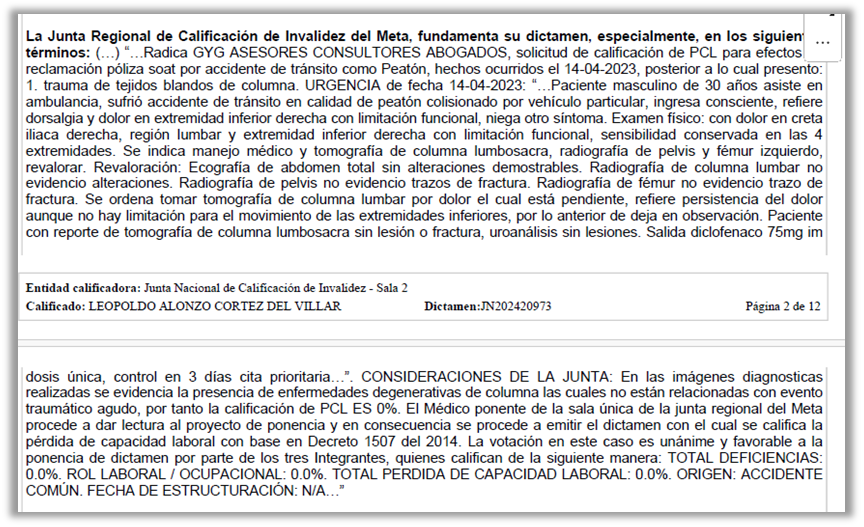 La Junta Regional de Calificación de Invalidez del Meta, fundamenta su dictamen, especialmente, en los siguient
términos: (…) “…Radica GYG ASESORES CONSULTORES ABOGADOS, solicitud de calificación de PCL para efectos
reclamación póliza soat por accidente de tránsito como Peatón, hechos ocurridos el 14-04-2023, posterior a lo cual presento:
1. trauma de tejidos blandos de columna. URGENCIA de fecha 14-04-2023: “…Paciente masculino de 30 años asiste en
ambulancia, sufrió accidente de tránsito en calidad de peatón colisionado por vehículo particular, ingresa consciente, refiere
dorsalgia y dolor en extremidad inferior derecha con limitación funcional, niega otro síntoma. Examen físico: con dolor en creta
iliaca derecha, región lumbar y extremidad inferior derecha con limitación funcional, sensibilidad conservada en las 4
extremidades. Se indica manejo médico y tomografía de columna lumbosacra, radiografía de pelvis y fémur izquierdo,
revalorar. Revaloración: Ecografía de abdomen total sin alteraciones demostrables. Radiografía de columna lumbar no
evidencio alteraciones. Radiografía de pelvis no evidencio trazos de fractura. Radiografía de fémur no evidencio trazo de
fractura. Se ordena tomar tomografía de columna lumbar por dolor el cual está pendiente, refiere persistencia del dolor
aunque no hay limitación para el movimiento de las extremidades inferiores, por lo anterior de deja en observación. Paciente
con reporte de tomografía de columna lumbosacra sin lesión o fractura, uroanálisis sin lesiones. Salida diclofenaco 75mg im
Entidad calificadora: Junta Nacional de Calificación de Invalidez - Sala 2
Calificado: LEOPOLDO ALONZO CORTEZ DEL VILLAR Dictamen:JN202420973 Página 2 de 12
dosis única, control en 3 días cita prioritaria…”. CONSIDERACIONES DE LA JUNTA: En las imágenes diagnosticas
realizadas se evidencia la presencia de enfermedades degenerativas de columna las cuales no están relacionadas con evento
traumático agudo, por tanto la calificación de PCL ES 0%. El Médico ponente de la sala única de la junta regional del Meta
procede a dar lectura al proyecto de ponencia y en consecuencia se procede a emitir el dictamen con el cual se califica la
pérdida de capacidad laboral con base en Decreto 1507 del 2014. La votación en este caso es unánime y favorable a la
ponencia de dictamen por parte de los tres Integrantes, quienes califican de la siguiente manera: TOTAL DEFICIENCIAS:
0.0%. ROL LABORAL / OCUPACIONAL: 0.0%. TOTAL PERDIDA DE CAPACIDAD LABORAL: 0.0%. ORIGEN: ACCIDENTE
COMÚN. FECHA DE ESTRUCTURACIÓN: N/A…”